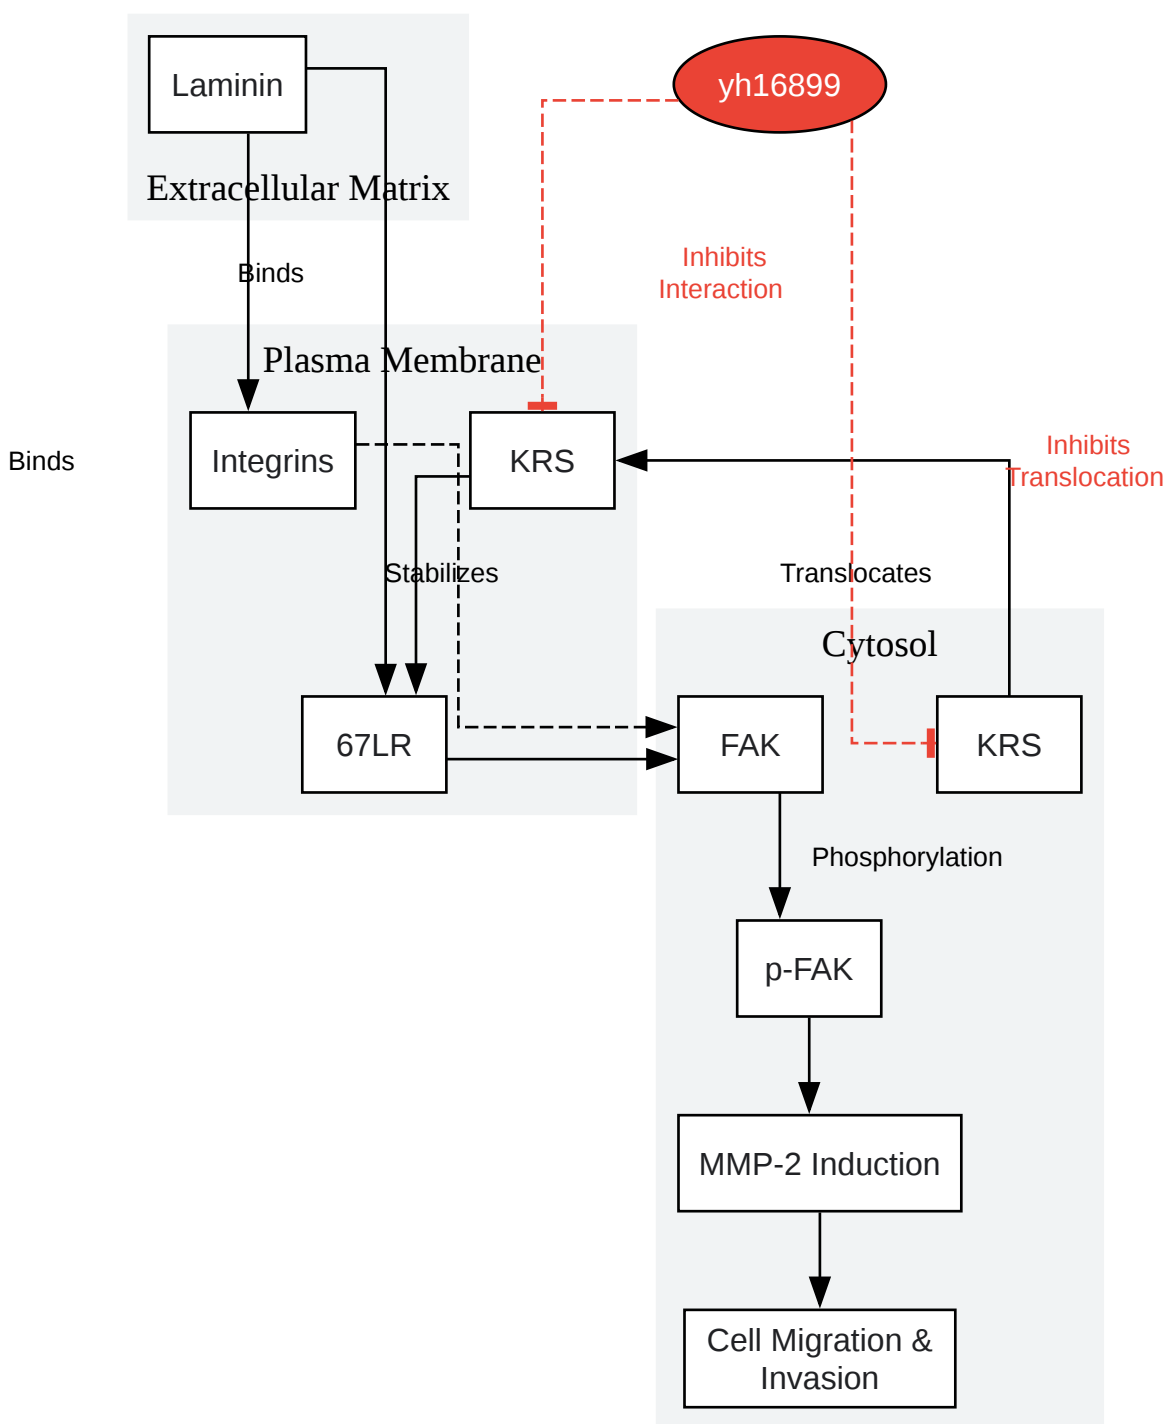 Laminin
yh16899
Extracellular Matrix
Binds
Inhibits
Interaction
Plasma Membrane
Integrins
KRS
Binds
Inhibits
Translocation
Stabilizes
Translocates
Cytosol
67LR
FAK
KRS
Phosphorylation
p-FAK
MMP-2 Induction
Cell Migration &
Invasion